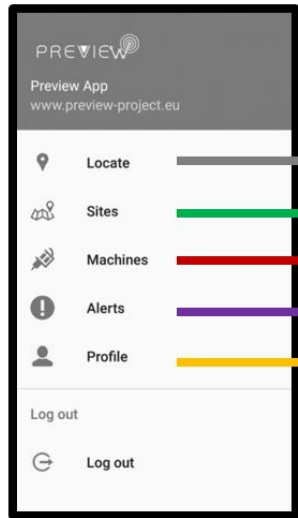 PREVIEW
Preview App
www.preview-project.eu
Locate
Sites
Machines
Alerts
Profile
Log out
Log out